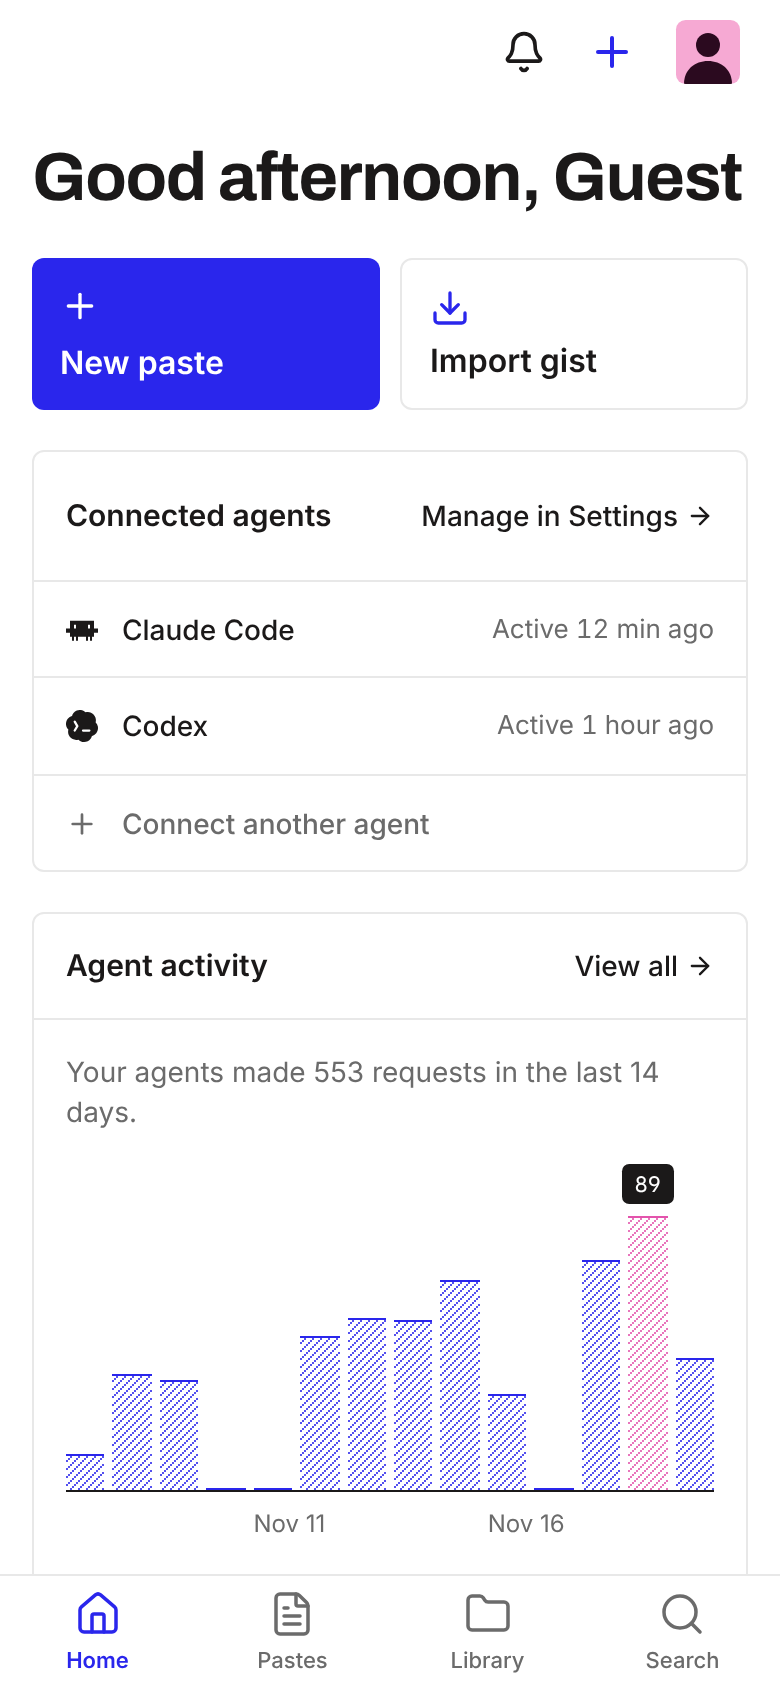 Good afternoon, Guest
New paste
Import gist
Connected agents
Manage in Settings
Claude Code
Active 12 min ago
Codex
Active 1 hour ago
Connect another agent
Agent activity
View all
Your agents made 553 requests in the last 14
days.
89
Nov 11
Nov 16
Home
Pastes
Library
Search